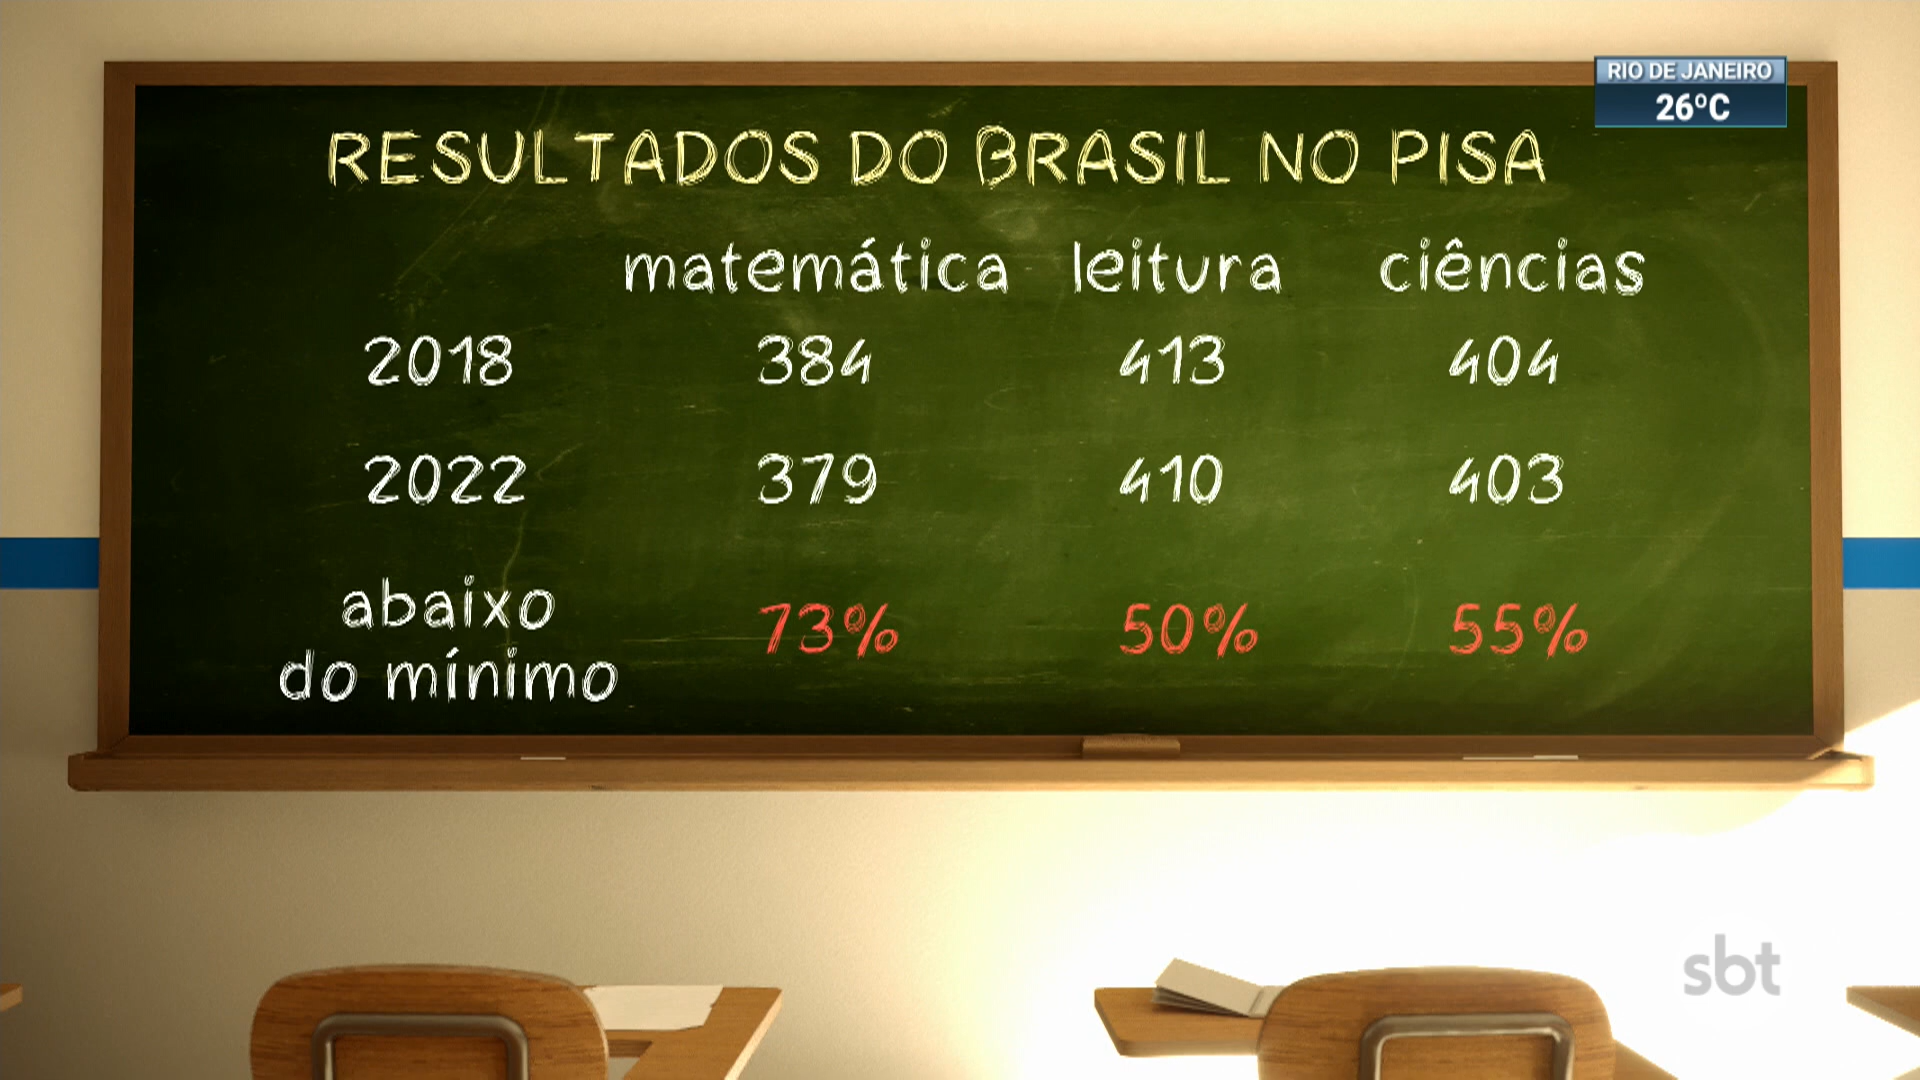 RIO DE JANEIRO
26ºC
RESULTADOS DO BRASIL NO PISA
matemática leitura ciências
2018 384 413 404
2022 379 410 403
abaixo
do mínimo 73% 50% 55%
sbt